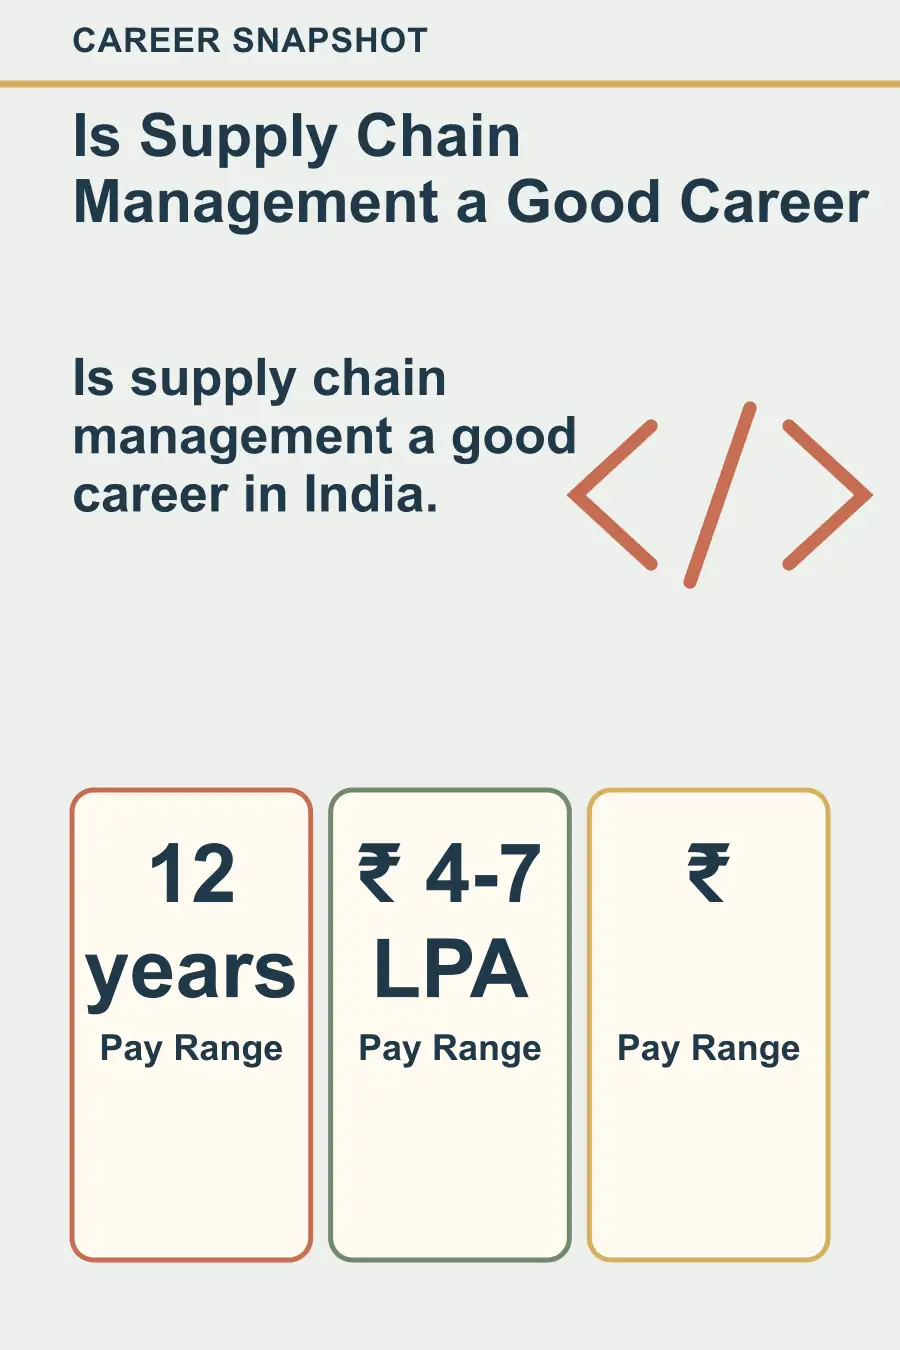 CAREER SNAPSHOT
Is Supply Chain
Management a Good Career
Is supply chain
management a good
career in India.
12
years
Pay Range
₹ 4-7
LPA
Pay Range
₹
Pay Range